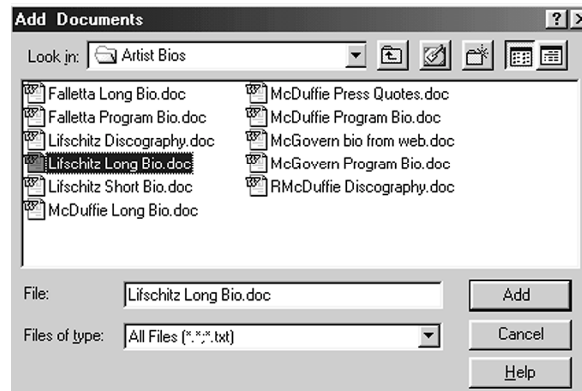 Add Documents
Look in: Artist Bios
Falletta Long Bio.doc
Falletta Program Bio.doc
Lifschitz Discography.doc
Lifschitz Long Bio.doc
Lifschitz Short Bio.doc
McDuffie Long Bio.doc
McDuffie Press Quotes.doc
McDuffie Program Bio.doc
McGovern bio from web.doc
McGovern Program Bio.doc
RMcDuffie Discography.doc
File: Lifschitz Long Bio.doc
Add
Files of type: All Files (*.*;*.txt)
Cancel
Help